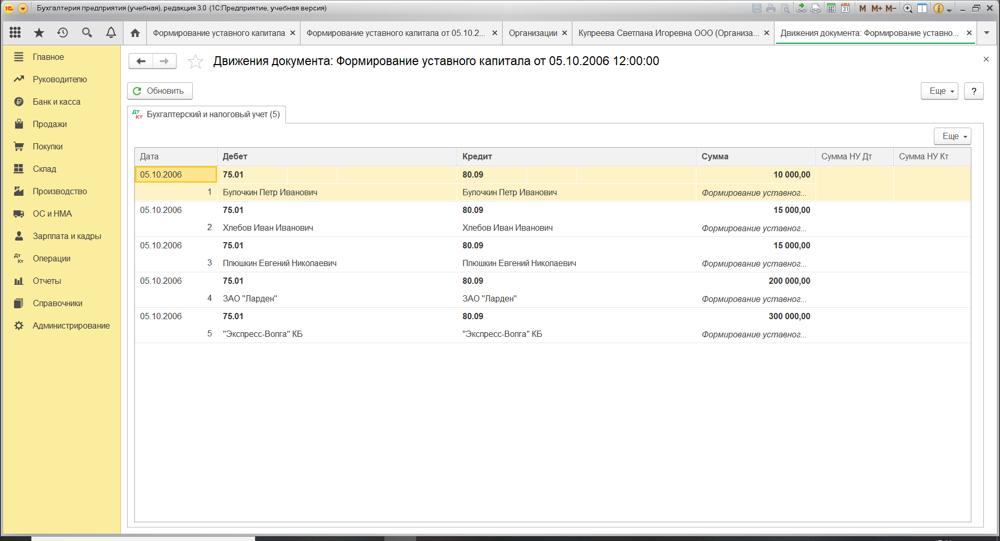 Бухгалтерия предприятия (учебная), редакция 3.0 (1С:Предприятие, учебная версия)
M M+ M-
Формирование уставного капитала
Формирование уставного капитала от 05.10.2...
Организации
Купреева Светлана Игоревна ООО (Организа...
Движения документа: Формирование уставно...
Главное
Руководителю
Банк и касса
Продажи
Покупки
Склад
Производство
ОС и НМА
Зарплата и кадры
Операции
Отчеты
Справочники
Администрирование
Движения документа: Формирование уставного капитала от 05.10.2006 12:00:00
Обновить
Еще
?
Дт Кт Бухгалтерский и налоговый учет (5)
Еще
Дата Дебет Кредит Сумма Сумма НУ Дт Сумма НУ Кт
05.10.2006 75.01 80.09 10 000,00
1 Булочкин Петр Иванович Булочкин Петр Иванович Формирование уставног...
05.10.2006 75.01 80.09 15 000,00
2 Хлебов Иван Иванович Хлебов Иван Иванович Формирование уставног...
05.10.2006 75.01 80.09 15 000,00
3 Плюшкин Евгений Николаевич Плюшкин Евгений Николаевич Формирование уставног...
05.10.2006 75.01 80.09 200 000,00
4 ЗАО "Ларден" ЗАО "Ларден" Формирование уставног...
05.10.2006 75.01 80.09 300 000,00
5 "Экспресс-Волга" КБ "Экспресс-Волга" КБ Формирование уставног...